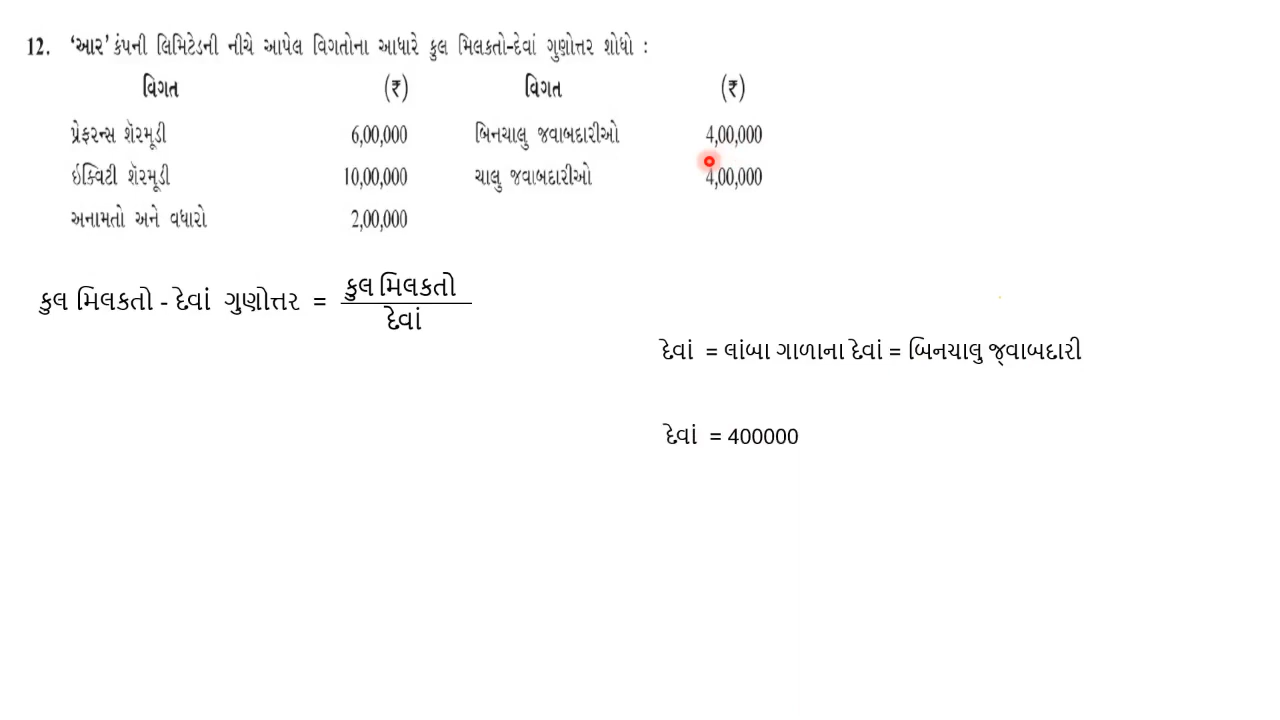 12. ‘આર’ કંપની લિમિટેડની નીચે આપેલ વિગતોના આધારે કુલ મિલકતો-દેવાં ગુણોત્તર શોધો :
વિગત (₹) વિગત (₹)
પ્રેફરન્સ શૅરમૂડી 6,00,000 બિનચાલુ જવાબદારીઓ 4,00,000
ઇક્વિટી શૅરમૂડી 10,00,000 ચાલુ જવાબદારીઓ 4,00,000
અનામતો અને વધારો 2,00,000
કુલ મિલકતો - દેવાં ગુણોત્તર = કુલ મિલકતો
દેવાં
દેવાં = લાંબા ગાળાના દેવાં = બિનચાલુ જ્વાબદારી
દેવાં = 400000